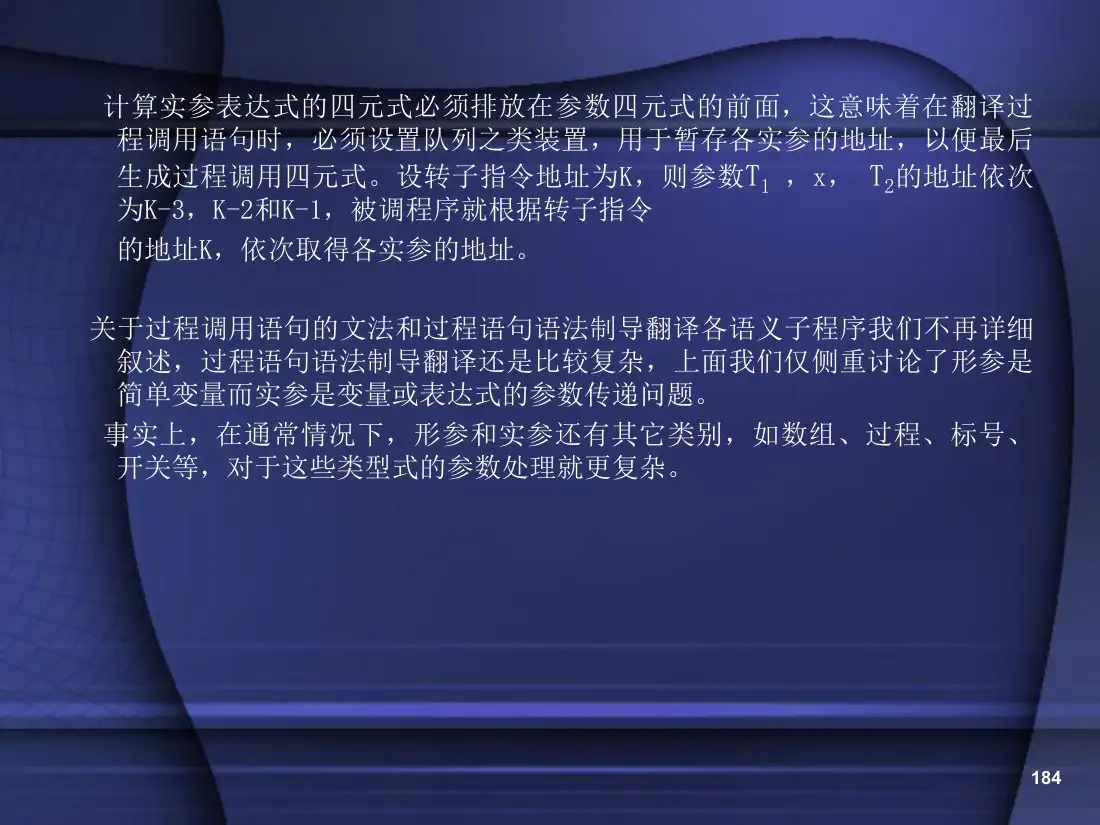 计算实参表达式的四元式必须排放在参数四元式的前面，这意味着在翻译过
程调用语句时，必须设置队列之类装置，用于暂存各实参的地址，以便最后
生成过程调用四元式。设转子指令地址为K，则参数T₁ ，x， T₂的地址依次
为K-3，K-2和K-1，被调程序就根据转子指令
的地址K，依次取得各实参的地址。
关于过程调用语句的文法和过程语句语法制导翻译各语义子程序我们不再详细
叙述，过程语句语法制导翻译还是比较复杂，上面我们仅侧重讨论了形参是
简单变量而实参是变量或表达式的参数传递问题。
事实上，在通常情况下，形参和实参还有其它类别，如数组、过程、标号、
开关等，对于这些类型式的参数处理就更复杂。
184